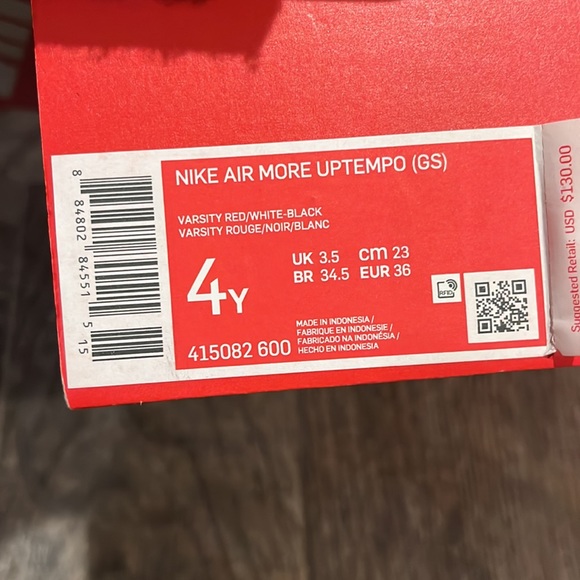 NIKE AIR MORE UPTEMPO (GS)
VARSITY RED/WHITE-BLACK
VARSITY ROUGE/NOIR/BLANC
UK 3.5 cm 23
BR 34.5 EUR 36
4Y
RFID
415082 600
MADE IN INDONESIA /
FABRIQUE EN INDONESIE /
FABRICADO NA INDONÉSIA /
HECHO EN INDONESIA
8 84802 84551 5 15
Suggested Retail: USD $130.00